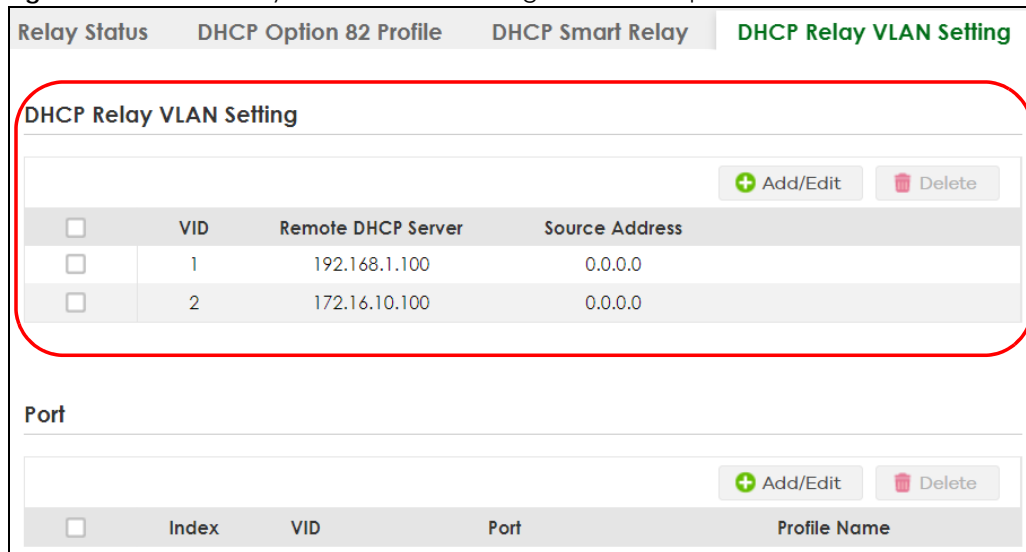 Relay Status DHCP Option 82 Profile DHCP Smart Relay DHCP Relay VLAN Setting
DHCP Relay VLAN Setting
Add/Edit Delete
VID Remote DHCP Server Source Address
1 192.168.1.100 0.0.0.0
2 172.16.10.100 0.0.0.0
Port
Add/Edit Delete
Index VID Port Profile Name